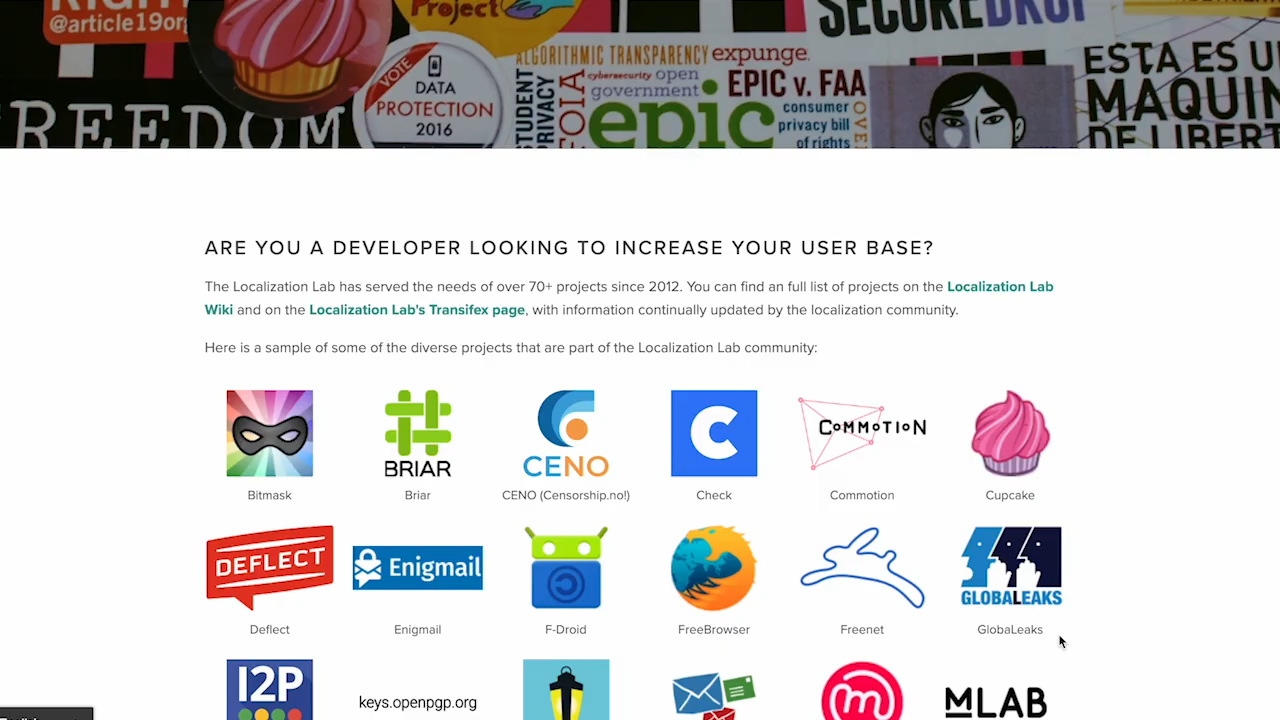 @article19org
Project
SECUREDROP
ALGORITHMIC TRANSPARENCY
expunge.
cybersecurity open
government
EPIC v. FAA
ESTA ES UN
MAQUIN
DE LIBERT
VOTE
DATA
PROTECTION
2016
FREEDOM
STUDENT
PRIVACY
FOIA
epic
consumer
privacy bill
of rights
ARE YOU A DEVELOPER LOOKING TO INCREASE YOUR USER BASE?
The Localization Lab has served the needs of over 70+ projects since 2012. You can find an full list of projects on the Localization Lab
Wiki and on the Localization Lab's Transifex page, with information continually updated by the localization community.
Here is a sample of some of the diverse projects that are part of the Localization Lab community:
BRIAR
CENO
C
COMMOTION
Bitmask
Briar
CENO (Censorship.no!)
Check
Commotion
Cupcake
DEFLECT
Enigmail
GLOBALEAKS
Deflect
Enigmail
F-Droid
FreeBrowser
Freenet
GlobaLeaks
I2P
keys.openpgp.org
m
MLAB